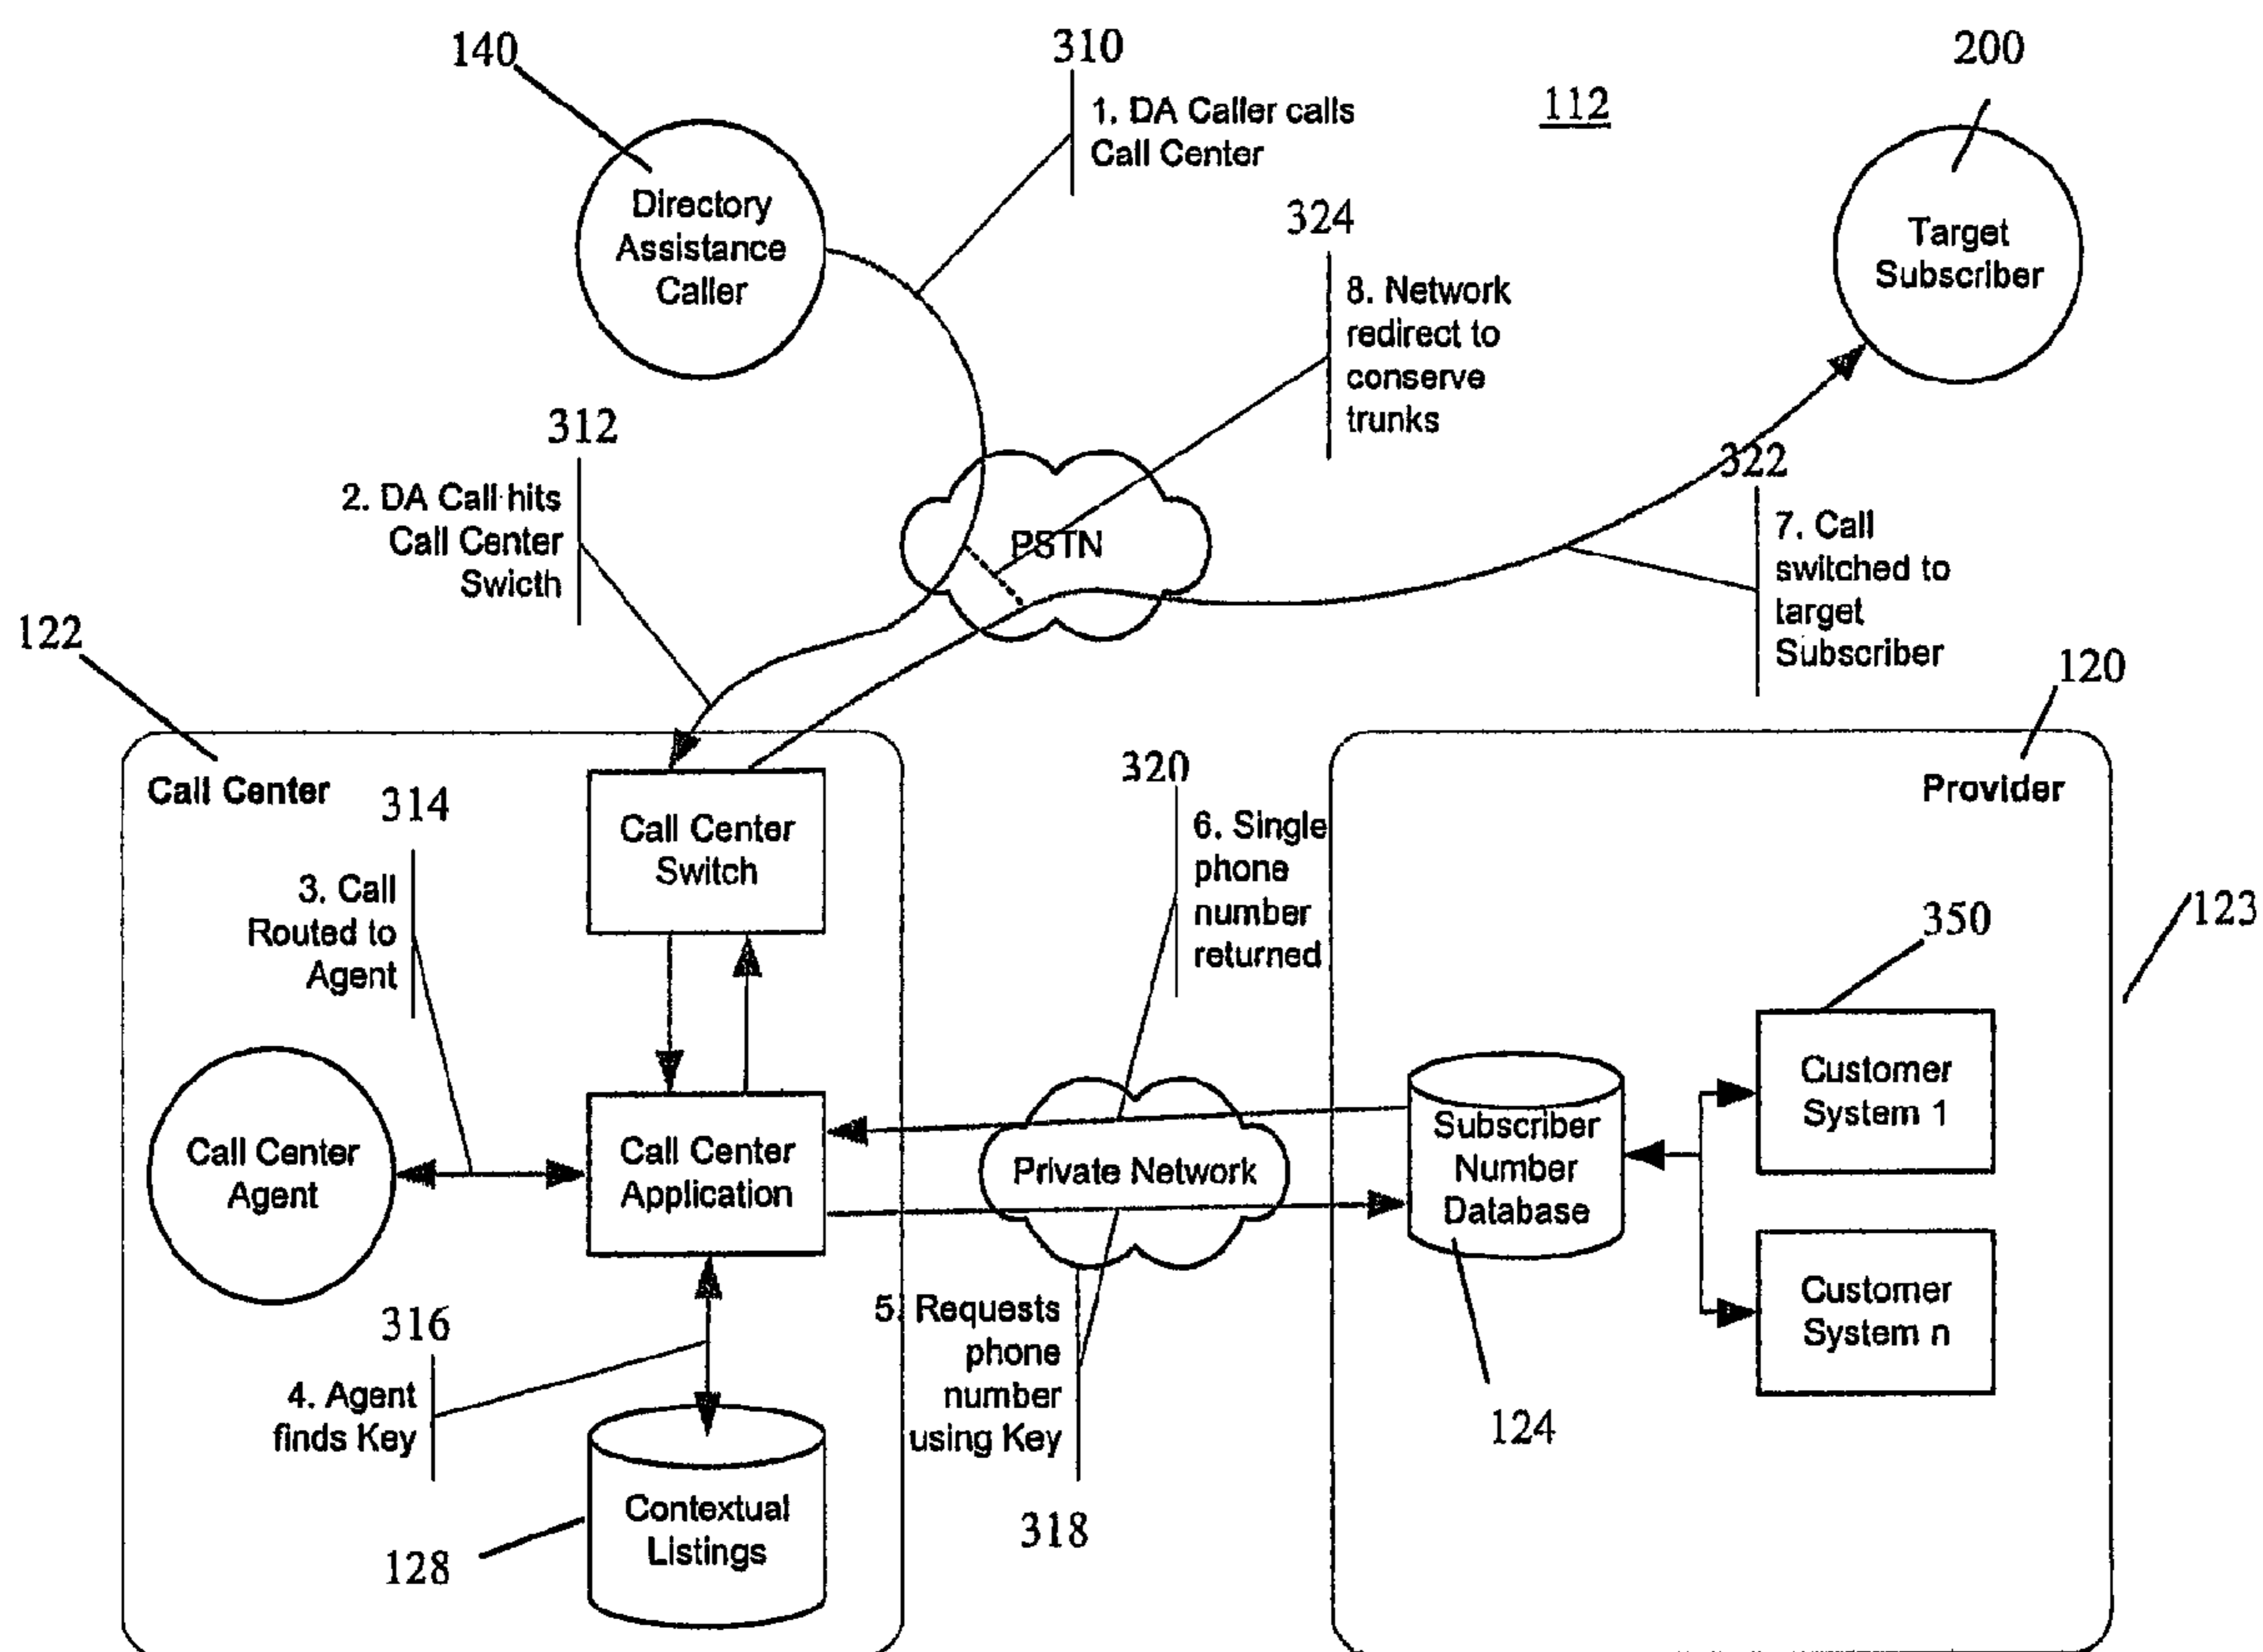 140
310
200
1. DA Caller calls
Call Center
112
Directory
Assistance
Caller
324
8. Network
redirect to
conserve
trunks
Target
Subscriber
312
2. DA Call hits
Call Center
Swicth
PSTN
322
7. Call
switched to
target
Subscriber
122
120
Call Center
314
3. Call
Routed to
Agent
Call Center
Switch
320
6. Single
phone
number
returned
Provider
350
123
Call Center
Agent
Call Center
Application
Private Network
Subscriber
Number
Database
Customer
System 1
Customer
System n
316
4. Agent
finds Key
5. Requests
phone
number
using Key
318
124
Contextual
Listings
128